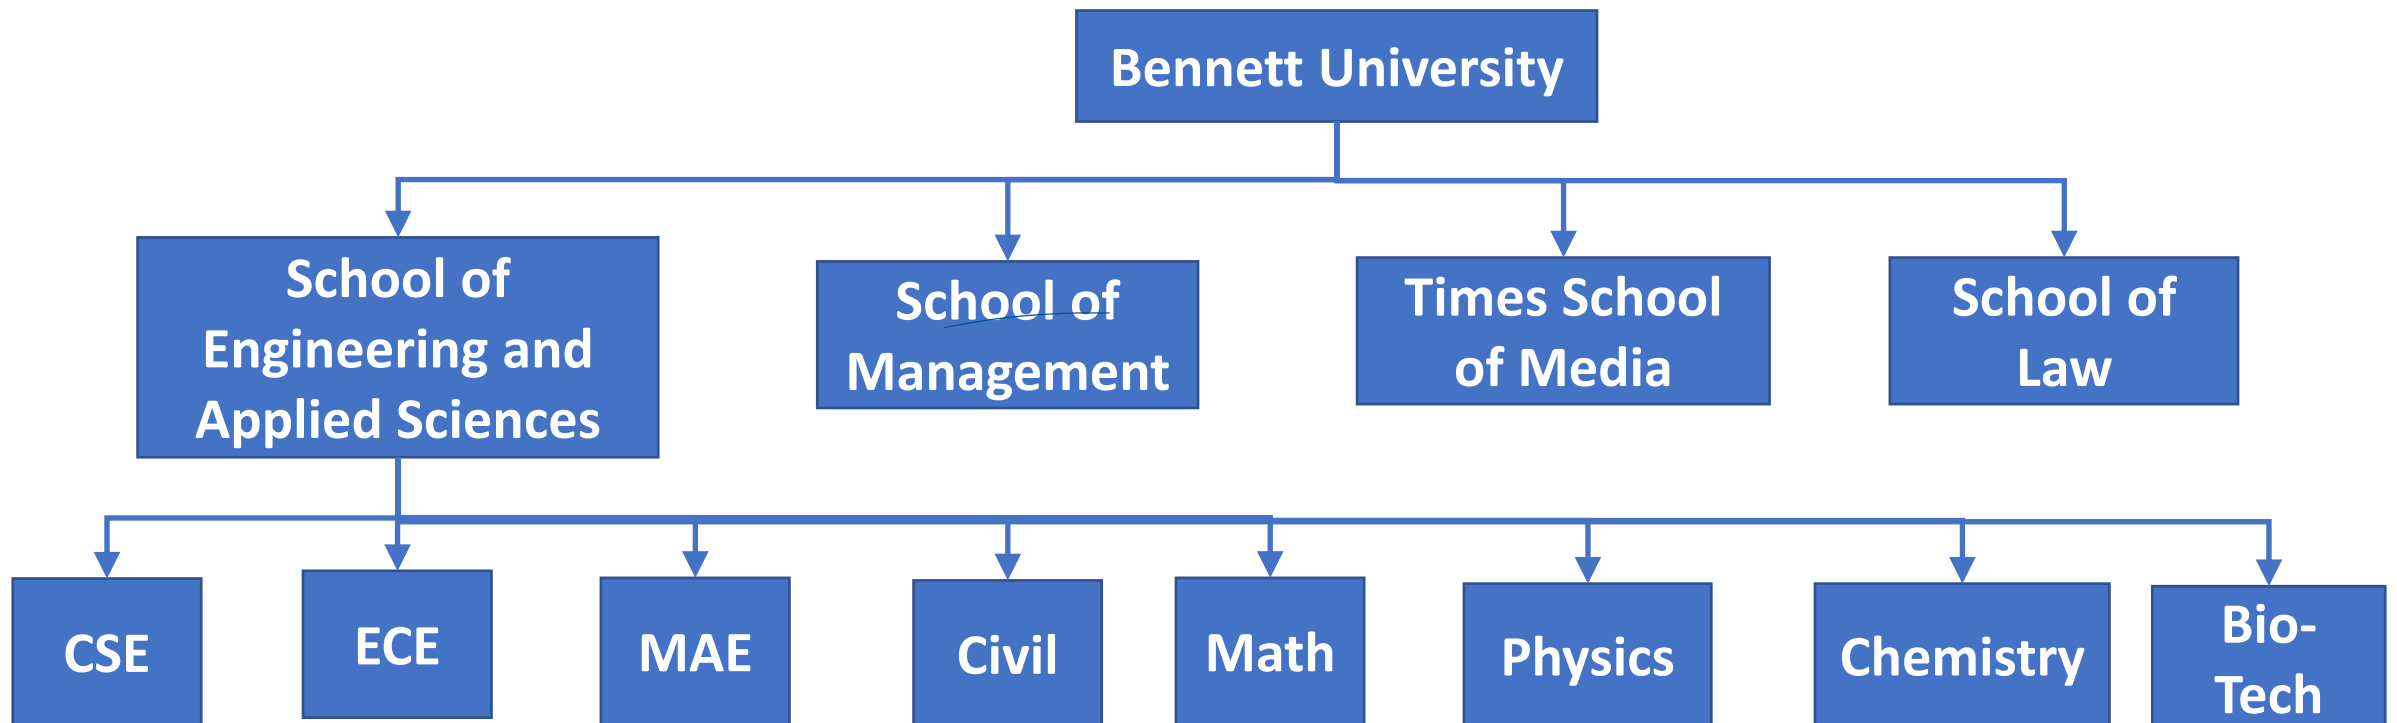 Bennett University
School of
Engineering and
Applied Sciences
School of
Management
Times School
of Media
School of
Law
CSE
ECE
MAE
Civil
Math
Physics
Chemistry
Bio-
Tech